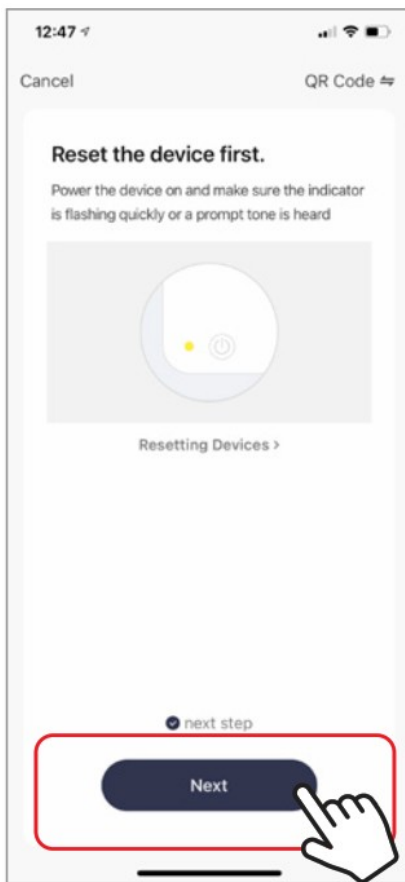 12:47
Cancel
QR Code
Reset the device first.
Power the device on and make sure the indicator
is flashing quickly or a prompt tone is heard
Resetting Devices >
next step
Next